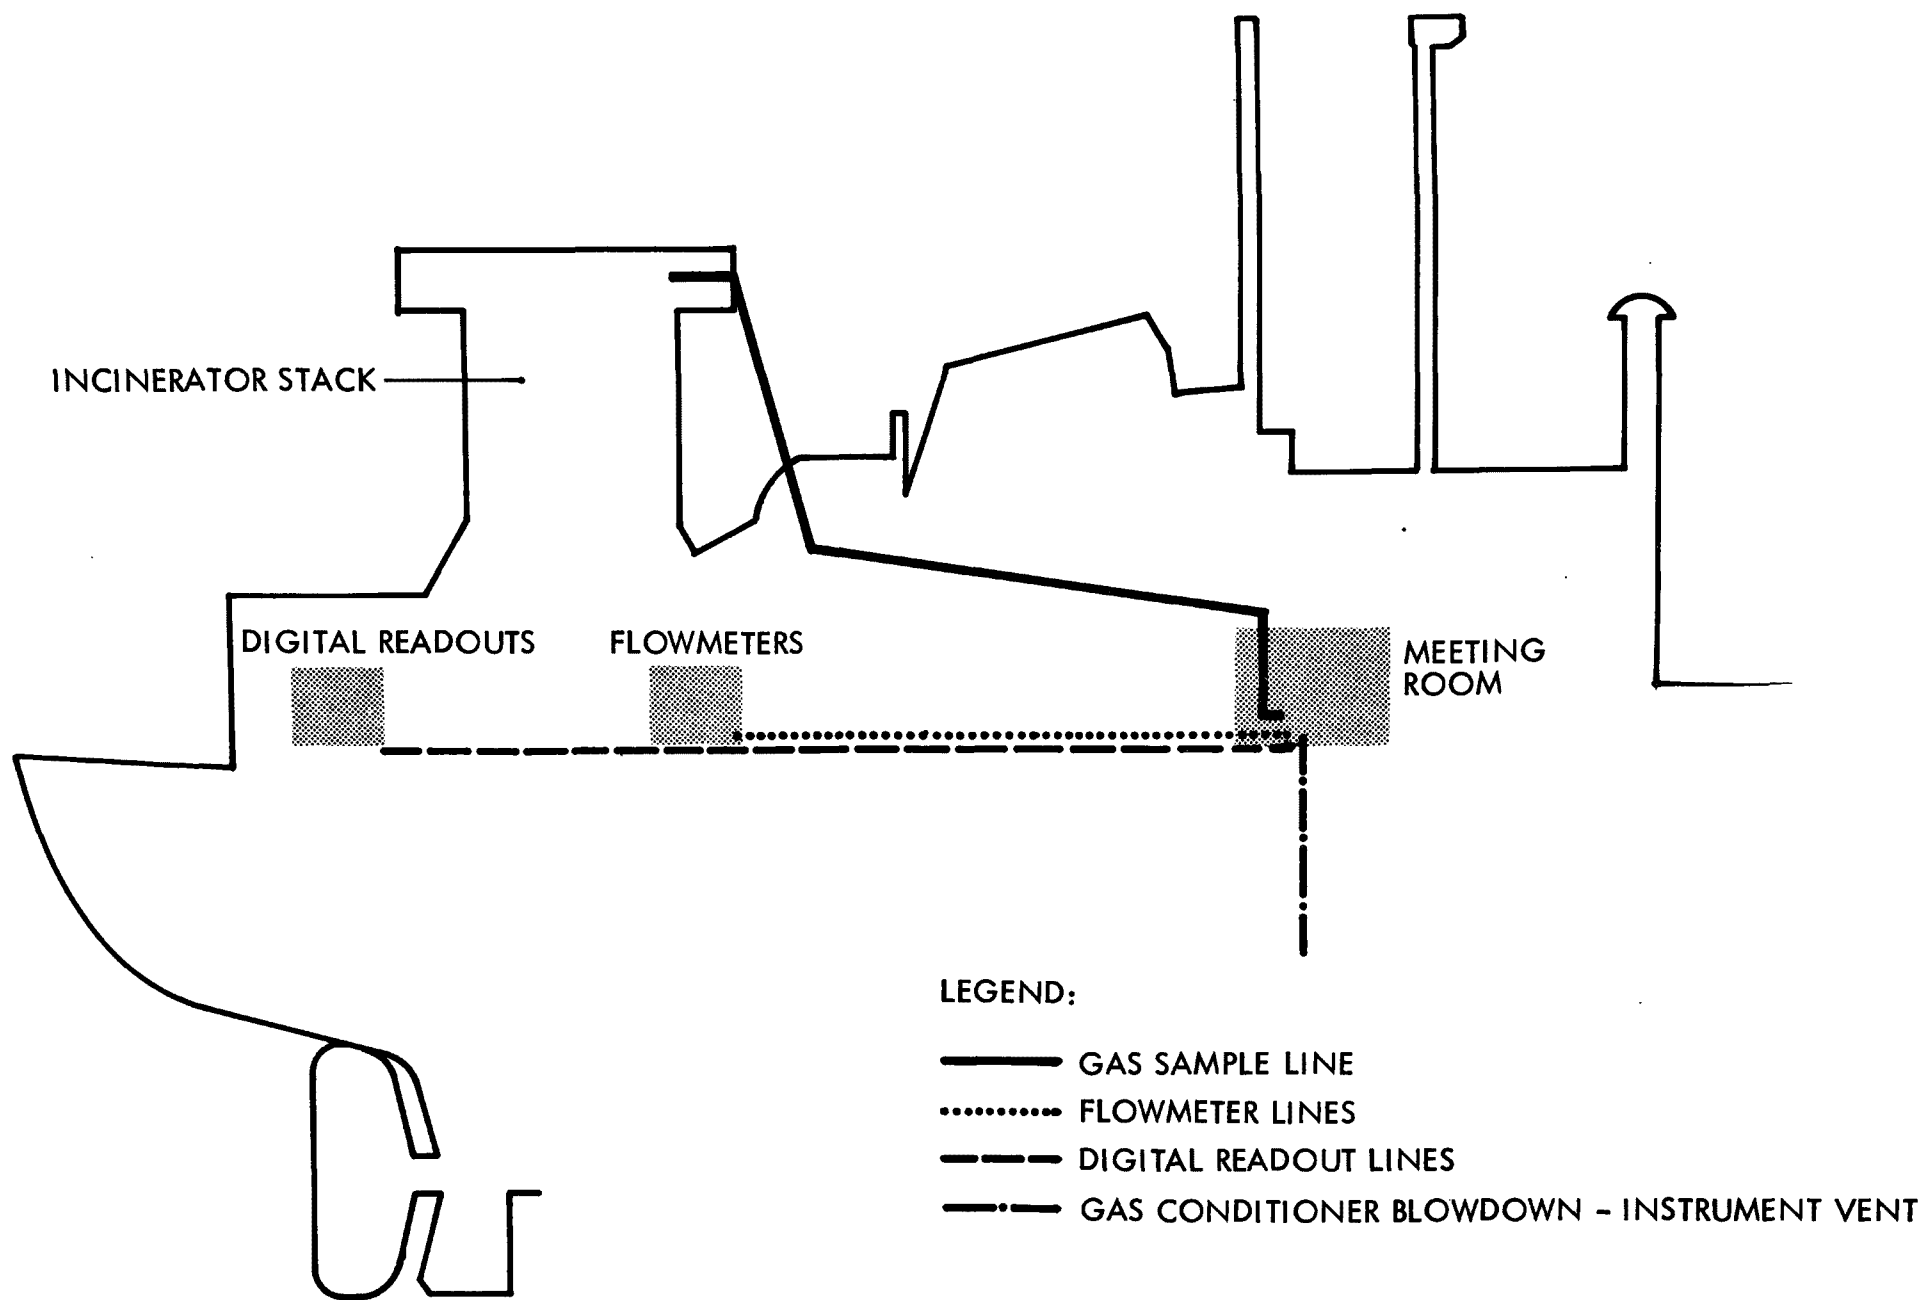 INCINERATOR STACK
DIGITAL READOUTS
FLOWMETERS
MEETING
ROOM
LEGEND:
GAS SAMPLE LINE
FLOWMETER LINES
DIGITAL READOUT LINES
GAS CONDITIONER BLOWDOWN - INSTRUMENT VENT